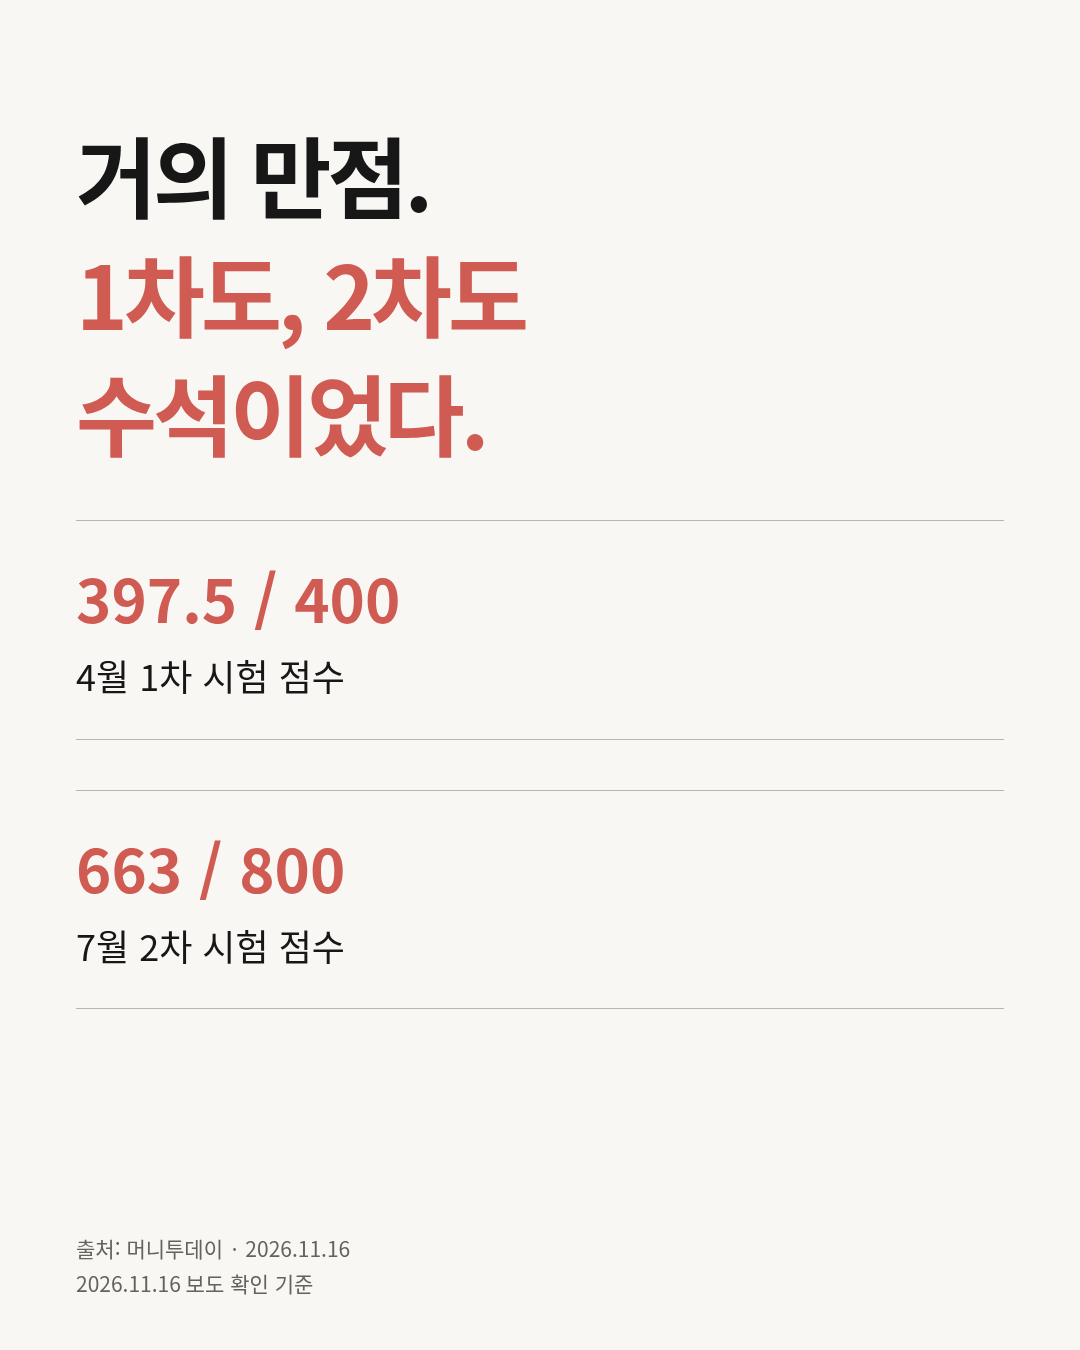 거의 만점.
1차도, 2차도
수석이었다.
397.5 / 400
4월 1차 시험 점수
663 / 800
7월 2차 시험 점수
출처: 머니투데이 · 2026.11.16
2026.11.16 보도 확인 기준